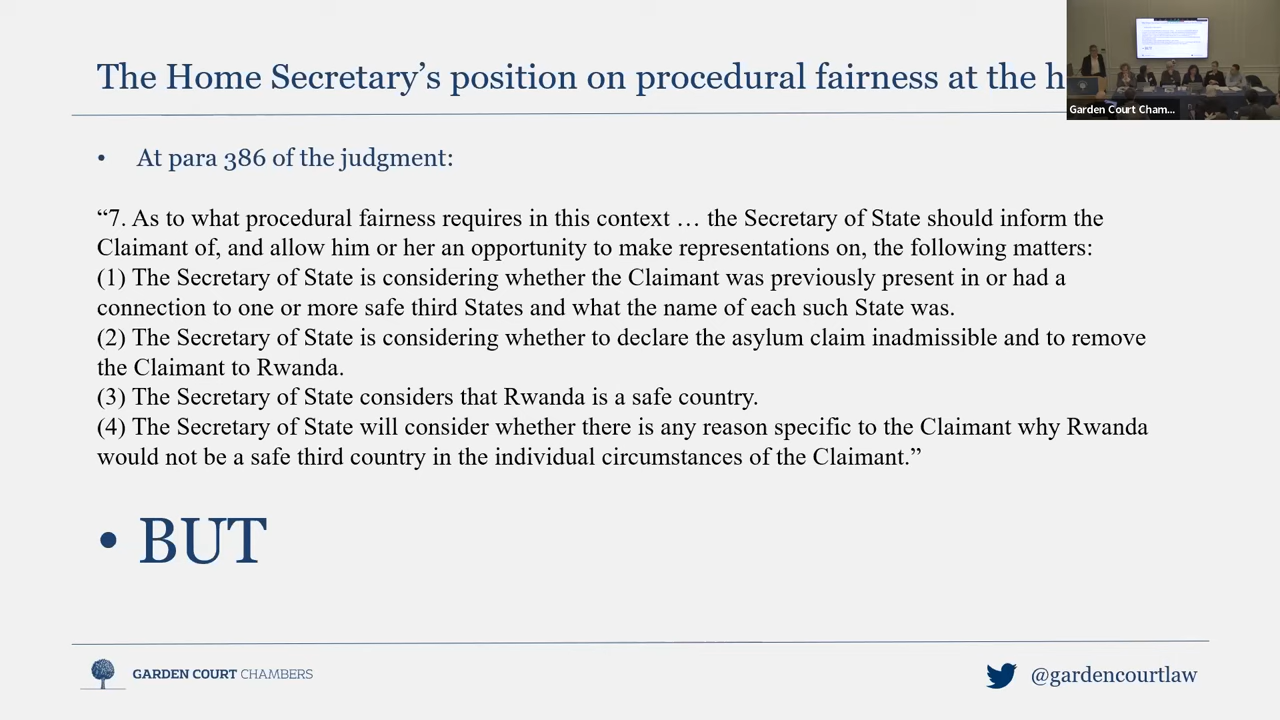 The Home Secretary’s position on procedural fairness at the h
Garden Court Cham...
• At para 386 of the judgment:
“7. As to what procedural fairness requires in this context … the Secretary of State should inform the
Claimant of, and allow him or her an opportunity to make representations on, the following matters:
(1) The Secretary of State is considering whether the Claimant was previously present in or had a
connection to one or more safe third States and what the name of each such State was.
(2) The Secretary of State is considering whether to declare the asylum claim inadmissible and to remove
the Claimant to Rwanda.
(3) The Secretary of State considers that Rwanda is a safe country.
(4) The Secretary of State will consider whether there is any reason specific to the Claimant why Rwanda
would not be a safe third country in the individual circumstances of the Claimant.”
• BUT
GARDEN COURT CHAMBERS
@gardencourtlaw